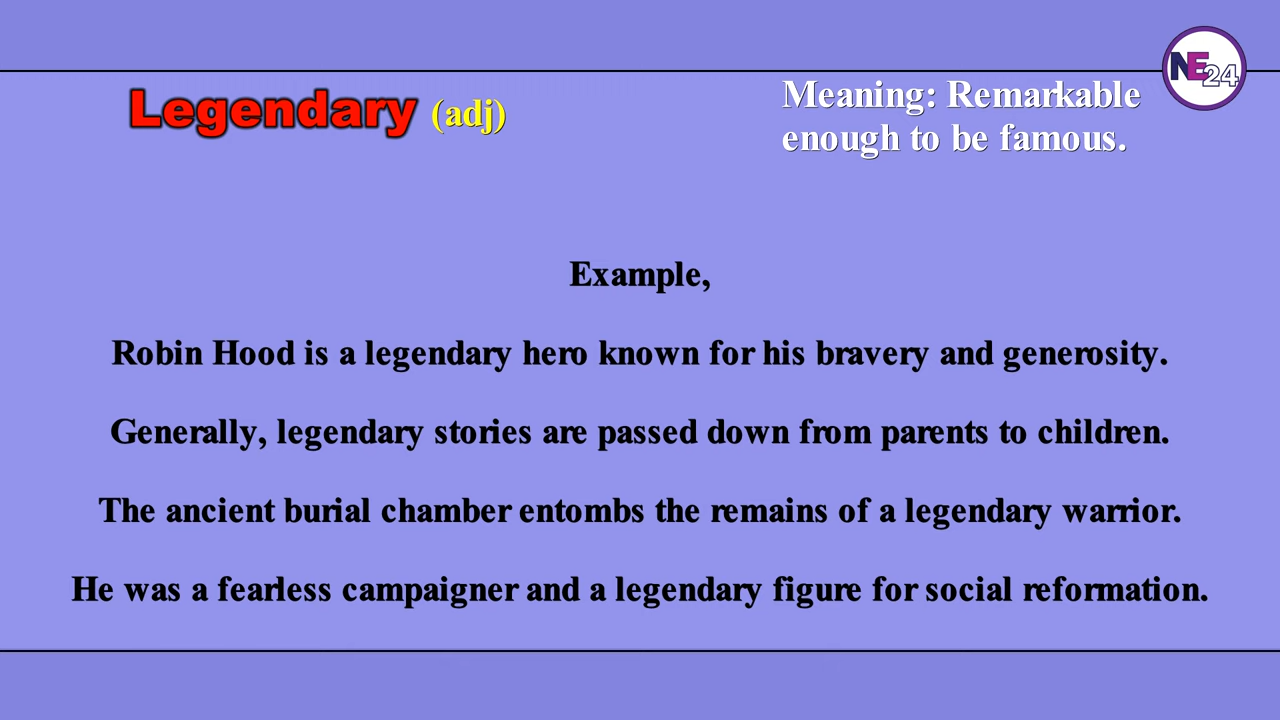 NE24
Legendary (adj)
Meaning: Remarkable
enough to be famous.
Example,
Robin Hood is a legendary hero known for his bravery and generosity.
Generally, legendary stories are passed down from parents to children.
The ancient burial chamber entombs the remains of a legendary warrior.
He was a fearless campaigner and a legendary figure for social reformation.